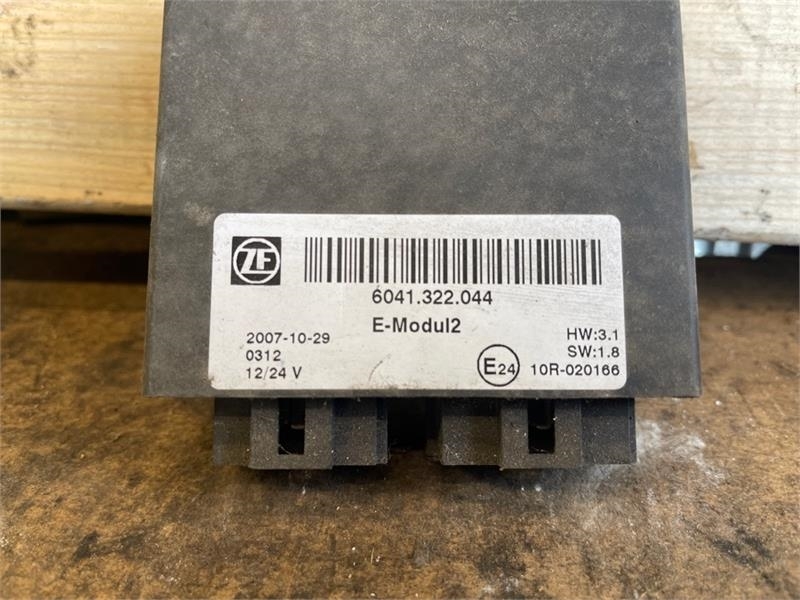 ZF
6041.322.044
E-Modul2
2007-10-29
0312
12/24 V
HW:3.1
SW:1.8
E24 10R-020166